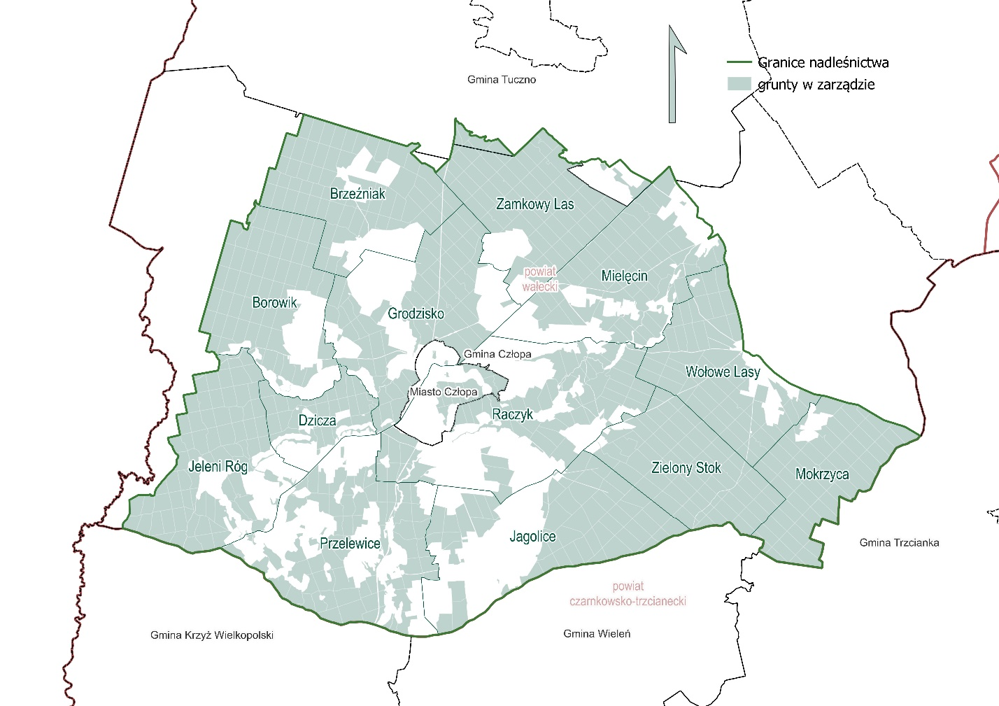 Granice nadleśnictwa
grunty w zarządzie
Gmina Tuczno
Brzeźniak
Zamkowy Las
powiat
wałecki
Mielęcin
Borowik
Grodzisko
Gmina Człopa
Wołowe Lasy
Miasto Człopa
Raczyk
Dzicza
Jeleni Róg
Zielony Stok
Mokrzyca
Przelewice
Jagolice
Gmina Trzcianka
powiat
czarnkowsko-trzcianecki
Gmina Krzyż Wielkopolski
Gmina Wieleń